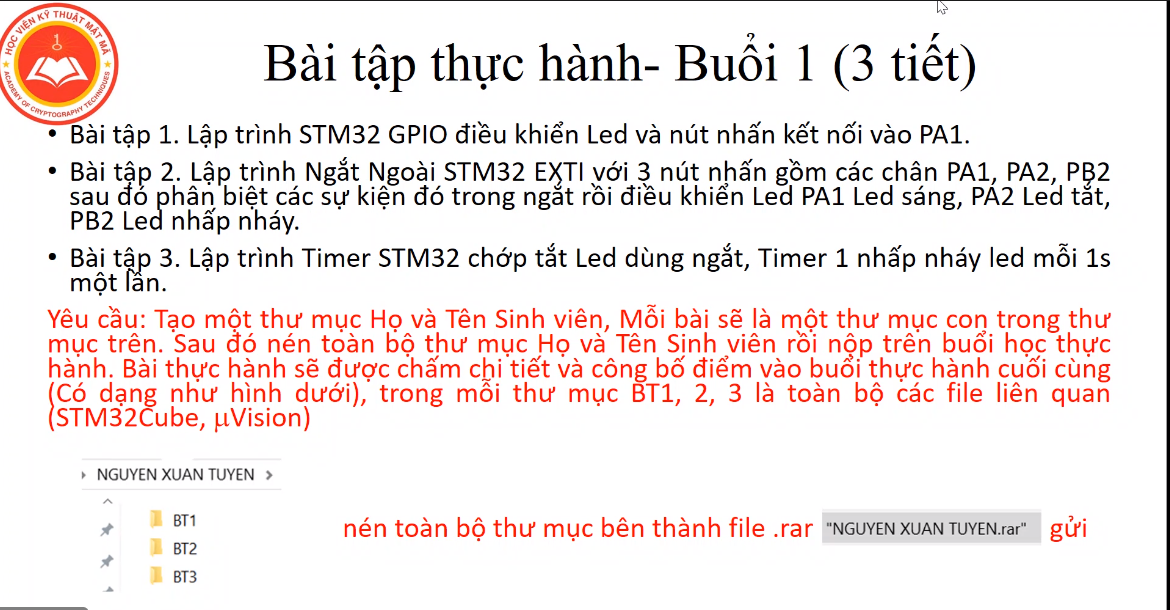 HỌC VIỆN KỸ THUẬT MẬT MÃ
ACADEMY OF CRYPTOGRAPHY TECHNIQUES
Bài tập thực hành- Buổi 1 (3 tiết)
• Bài tập 1. Lập trình STM32 GPIO điều khiển Led và nút nhấn kết nối vào PA1.
• Bài tập 2. Lập trình Ngắt Ngoài STM32 EXTI với 3 nút nhấn gồm các chân PA1, PA2, PB2
sau đó phân biệt các sự kiện đó trong ngắt rồi điều khiển Led PA1 Led sáng, PA2 Led tắt,
PB2 Led nhấp nháy.
• Bài tập 3. Lập trình Timer STM32 chớp tắt Led dùng ngắt, Timer 1 nhấp nháy led mỗi 1s
một lần.
Yêu cầu: Tạo một thư mục Họ và Tên Sinh viên, Mỗi bài sẽ là một thư mục con trong thư
mục trên. Sau đó nén toàn bộ thư mục Họ và Tên Sinh viên rồi nộp trên buổi học thực
hành. Bài thực hành sẽ được chấm chi tiết và công bố điểm vào buổi thực hành cuối cùng
(Có dạng như hình dưới), trong mỗi thư mục BT1, 2, 3 là toàn bộ các file liên quan
(STM32Cube, µVision)
NGUYEN XUAN TUYEN
BT1
BT2
BT3
nén toàn bộ thư mục bên thành file .rar "NGUYEN XUAN TUYEN.rar" gửi